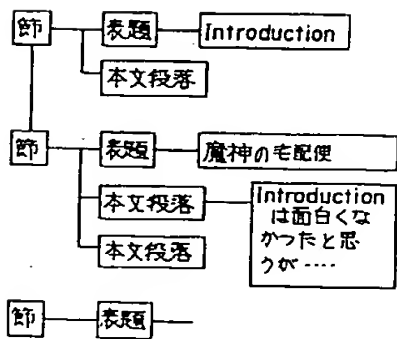 節 表題 Introduction
本文段落
節 表題 魔神の宅配便
本文段落 Introduction
は面白くな
かったと思
うが‥‥
本文段落
節 表題